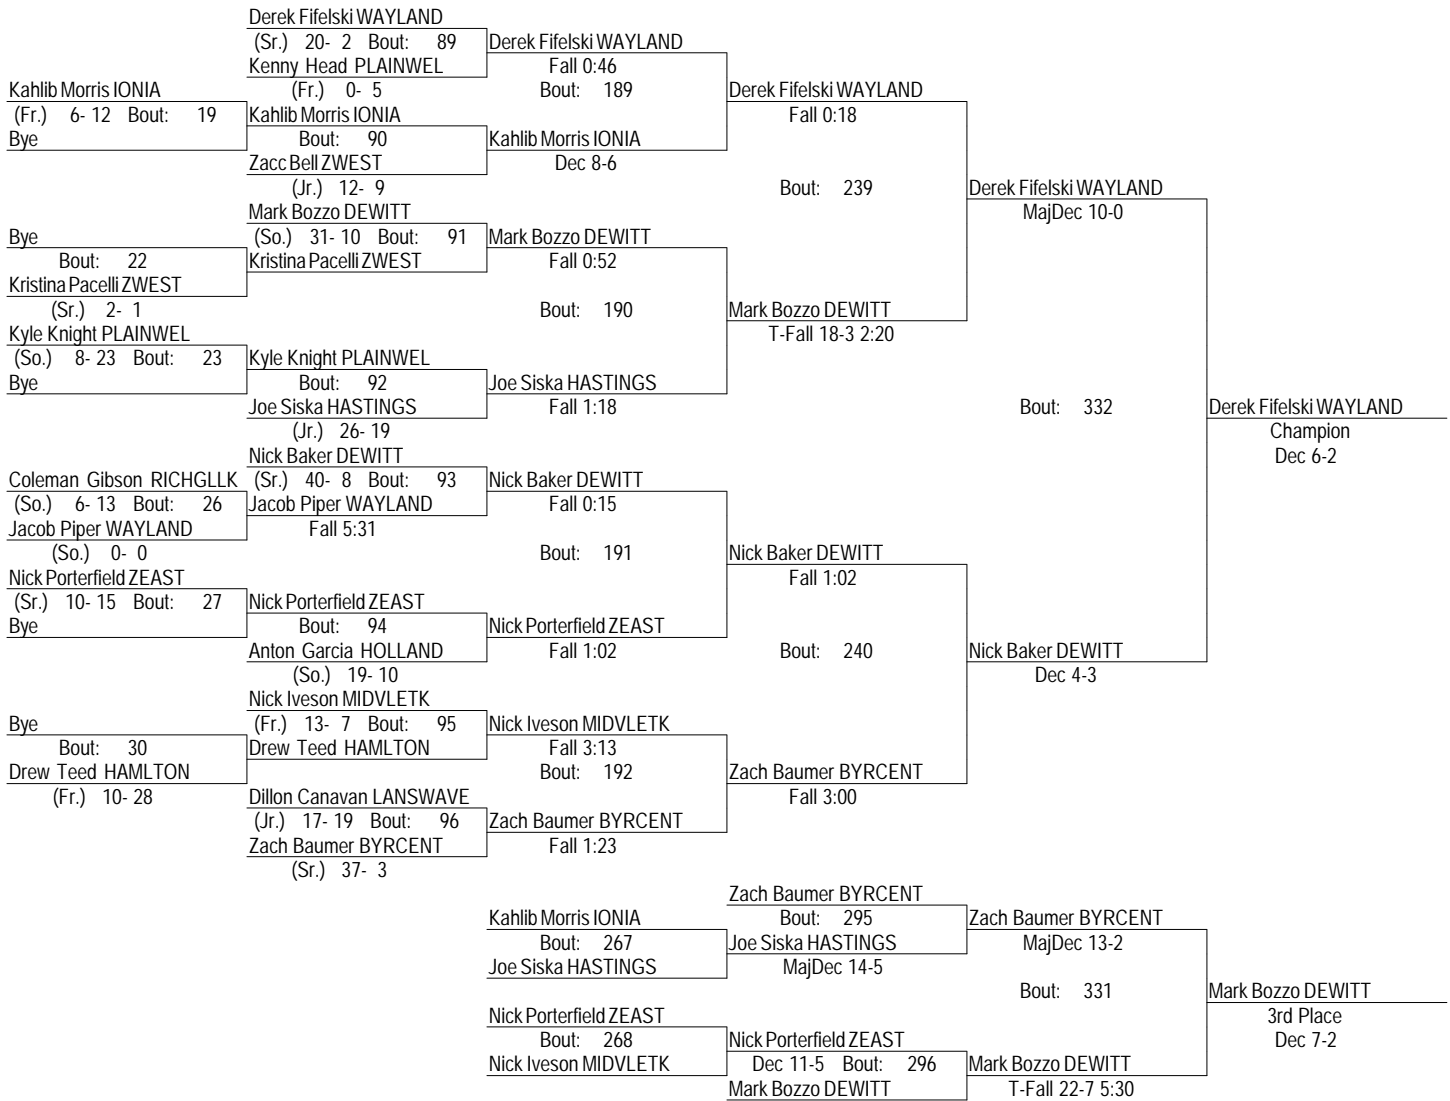 Derek Fifelski WAYLAND
(Sr.) 20- 2 Bout: 89 Derek Fifelski WAYLAND
Kenny Head PLAINWEL Fall 0:46
Kahlib Morris IONIA (Fr.) 0- 5 Bout: 189 Derek Fifelski WAYLAND
(Fr.) 6- 12 Bout: 19 Kahlib Morris IONIA Fall 0:18
Bye Bout: 90 Kahlib Morris IONIA
Zacc Bell ZWEST Dec 8-6
(Jr.) 12- 9 Bout: 239 Derek Fifelski WAYLAND
Mark Bozzo DEWITT MajDec 10-0
Bye (So.) 31- 10 Bout: 91 Mark Bozzo DEWITT
Bout: 22 Kristina Pacelli ZWEST Fall 0:52
Kristina Pacelli ZWEST
(Sr.) 2- 1 Bout: 190 Mark Bozzo DEWITT
Kyle Knight PLAINWEL T-Fall 18-3 2:20
(So.) 8- 23 Bout: 23 Kyle Knight PLAINWEL
Bye Bout: 92 Joe Siska HASTINGS
Joe Siska HASTINGS Fall 1:18 Bout: 332 Derek Fifelski WAYLAND
(Jr.) 26- 19 Champion
Nick Baker DEWITT Dec 6-2
Coleman Gibson RICHGLLK (Sr.) 40- 8 Bout: 93 Nick Baker DEWITT
(So.) 6- 13 Bout: 26 Jacob Piper WAYLAND Fall 0:15
Jacob Piper WAYLAND Fall 5:31
(So.) 0- 0 Bout: 191 Nick Baker DEWITT
Nick Porterfield ZEAST Fall 1:02
(Sr.) 10- 15 Bout: 27 Nick Porterfield ZEAST
Bye Bout: 94 Nick Porterfield ZEAST
Anton Garcia HOLLAND Fall 1:02 Bout: 240 Nick Baker DEWITT
(So.) 19- 10 Dec 4-3
Nick Iveson MIDVLETK
Bye (Fr.) 13- 7 Bout: 95 Nick Iveson MIDVLETK
Bout: 30 Drew Teed HAMLTON Fall 3:13
Drew Teed HAMLTON Bout: 192 Zach Baumer BYRCENT
(Fr.) 10- 28 Dillon Canavan LANSWAVE Fall 3:00
(Jr.) 17- 19 Bout: 96 Zach Baumer BYRCENT
Zach Baumer BYRCENT Fall 1:23
(Sr.) 37- 3
Zach Baumer BYRCENT
Kahlib Morris IONIA Bout: 295 Zach Baumer BYRCENT
Bout: 267 Joe Siska HASTINGS MajDec 13-2
Joe Siska HASTINGS MajDec 14-5
Bout: 331 Mark Bozzo DEWITT
Nick Porterfield ZEAST 3rd Place
Bout: 268 Nick Porterfield ZEAST Dec 7-2
Nick Iveson MIDVLETK Dec 11-5 Bout: 296 Mark Bozzo DEWITT
Mark Bozzo DEWITT T-Fall 22-7 5:30